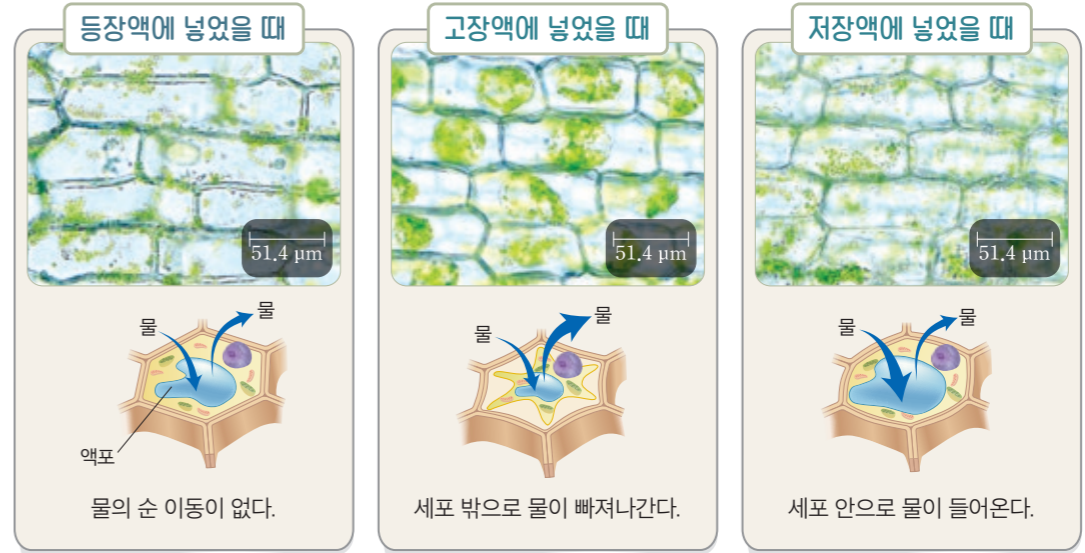 등장액에 넣었을 때
51.4 μm
물
물
액포
물의 순 이동이 없다.
고장액에 넣었을 때
51.4 μm
물
물
세포 밖으로 물이 빠져나간다.
저장액에 넣었을 때
51.4 μm
물
물
세포 안으로 물이 들어온다.